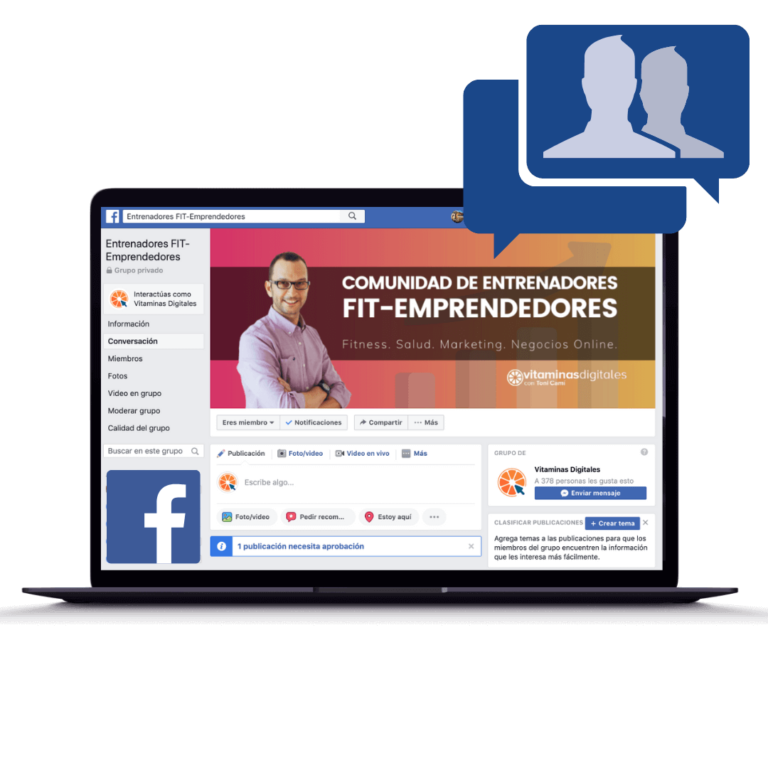 Entrenadores FIT-Emprendedores
Entrenadores FIT-
Emprendedores
Grupo privado
Interactúas como
Vitaminas Digitales
Información
Conversación
Miembros
Fotos
Video en grupo
Moderar grupo
Calidad del grupo
Buscar en este grupo
COMUNIDAD DE ENTRENADORES
FIT-EMPRENDEDORES
Fitness. Salud. Marketing. Negocios Online.
vitaminasdigitales
con Toni Cami
Eres miembro
Notificaciones
Compartir
Más
Publicación
Foto/video
Video en vivo
Más
Escribe algo...
Foto/video
Pedir recom...
Estoy aquí
1 publicación necesita aprobación
GRUPO DE
Vitaminas Digitales
A 378 personas les gusta esto
Enviar mensaje
CLASIFICAR PUBLICACIONES
+ Crear tema
Agrega temas a las publicaciones para que los
miembros del grupo encuentren la información
que les interesa más fácilmente.